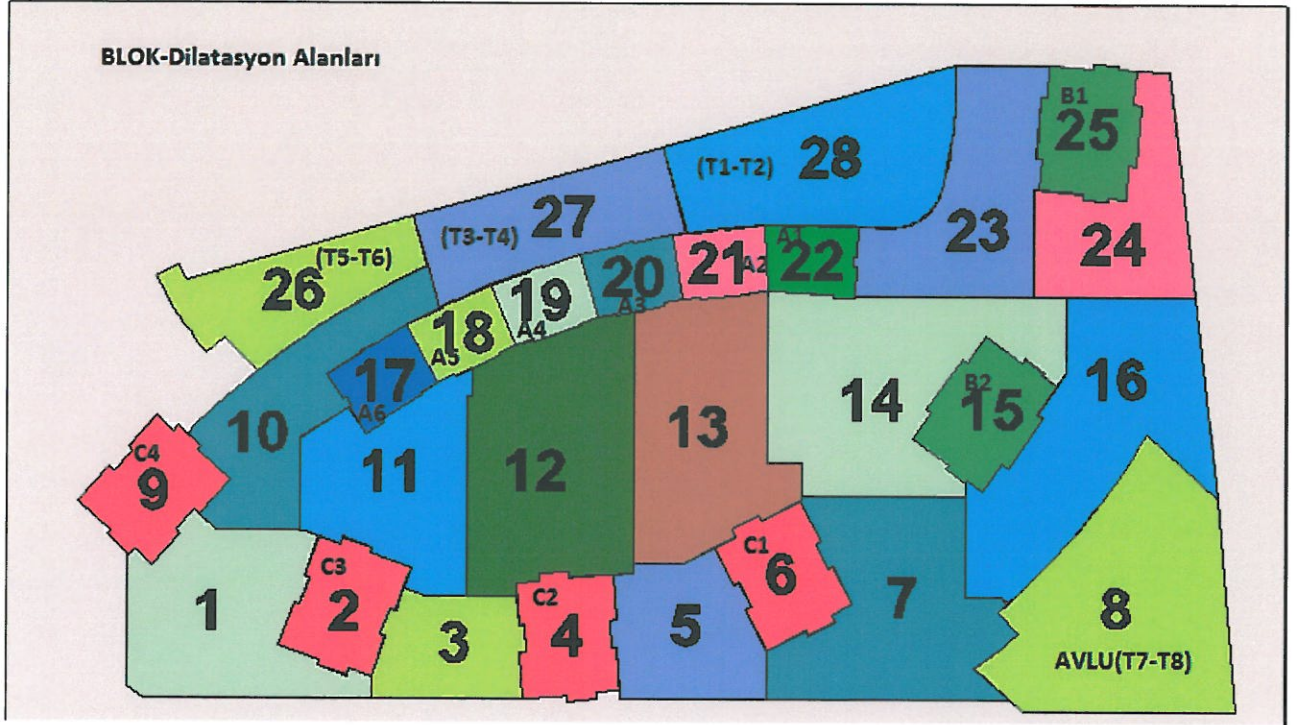 BLOK-Dilatasyon Alanları
B1
25
(T1-T2) 28
(T3-T4) 27
23
24
(T5-T6)
26
A1
22
21 A2
20
A3
19
A4
18
A5
17
A6
16
B2
15
14
13
12
11
10
C4
9
C1
6
C3
2
C2
4
1
3
5
7
8
AVLU(T7-T8)